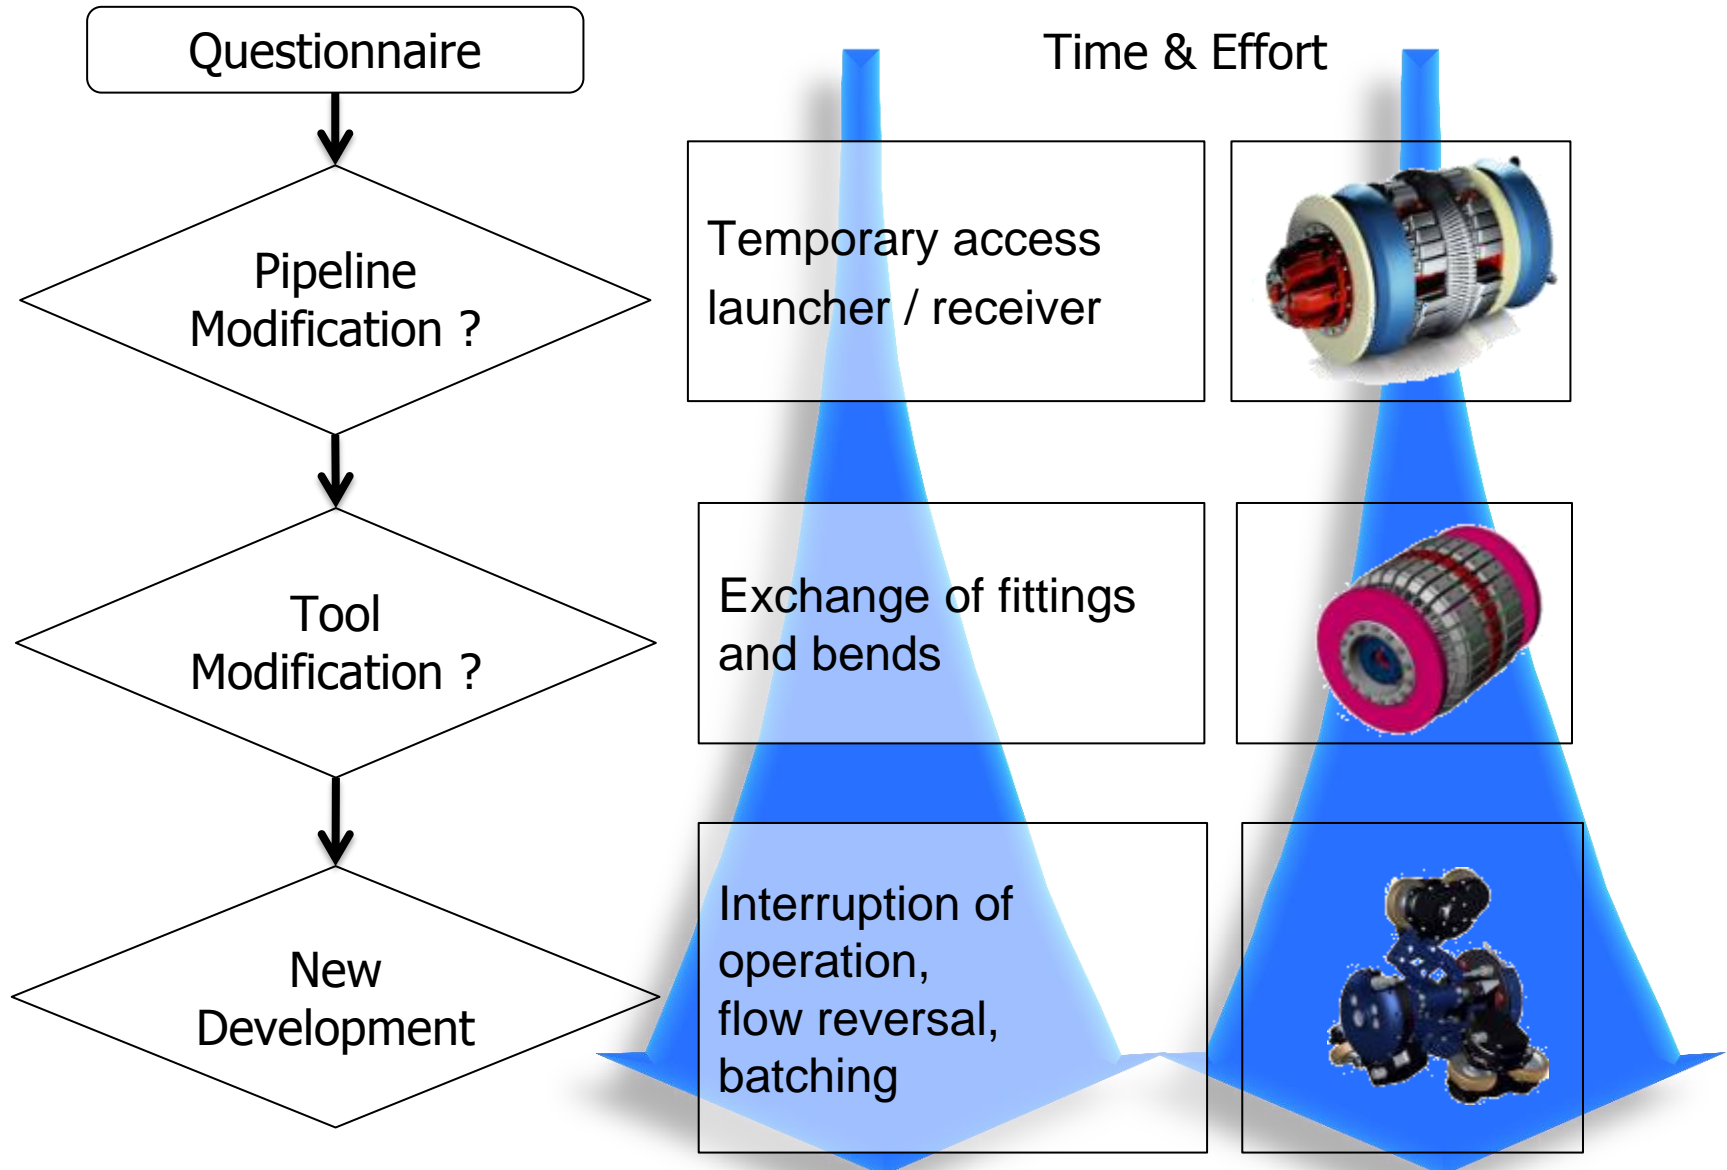 Questionnaire
Time & Effort
Pipeline
Modification ?
Temporary access
launcher / receiver
Tool
Modification ?
Exchange of fittings
and bends
New
Development
Interruption of
operation,
flow reversal,
batching